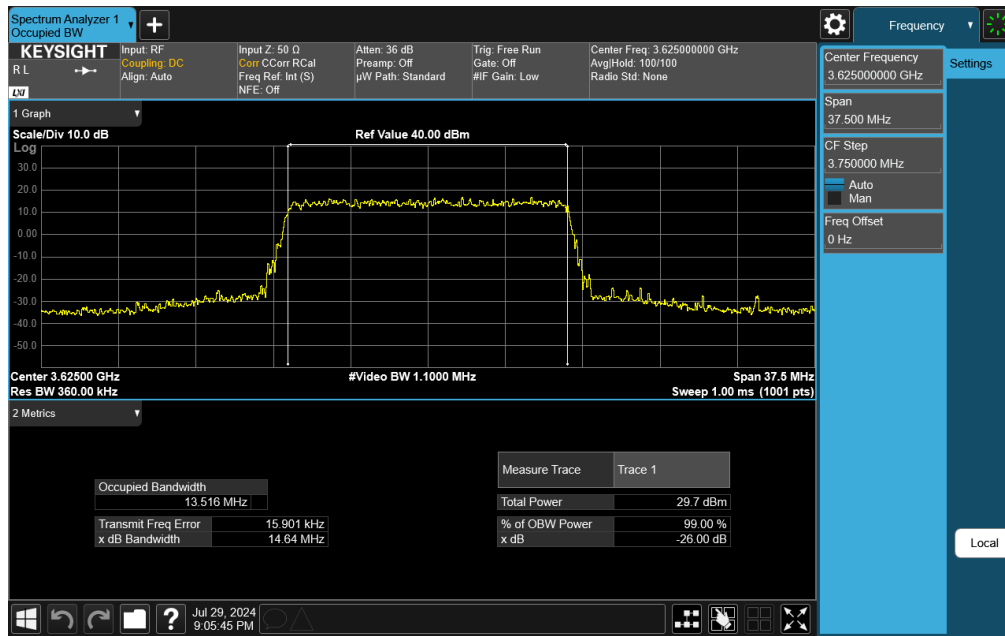 Spectrum Analyzer 1
Occupied BW
Frequency
KEYSIGHT
R L
LXI
Input: RF
Coupling: DC
Align: Auto
Input Z: 50 Ω
Corr CCorr RCal
Freq Ref: Int (S)
NFE: Off
Atten: 36 dB
Preamp: Off
µW Path: Standard
Trig: Free Run
Gate: Off
#IF Gain: Low
Center Freq: 3.625000000 GHz
Avg|Hold: 100/100
Radio Std: None
Center Frequency
3.625000000 GHz
Settings
Span
37.500 MHz
CF Step
3.750000 MHz
Auto
Man
Freq Offset
0 Hz
1 Graph
Scale/Div 10.0 dB
Ref Value 40.00 dBm
Log
30.0
20.0
10.0
0.00
-10.0
-20.0
-30.0
-40.0
-50.0
Center 3.62500 GHz
#Video BW 1.1000 MHz
Span 37.5 MHz
Res BW 360.00 kHz
Sweep 1.00 ms (1001 pts)
2 Metrics
Measure Trace Trace 1
Occupied Bandwidth
13.516 MHz
Total Power 29.7 dBm
Transmit Freq Error 15.901 kHz
% of OBW Power 99.00 %
x dB Bandwidth 14.64 MHz
x dB -26.00 dB
Local
?
Jul 29, 2024
9:05:45 PM